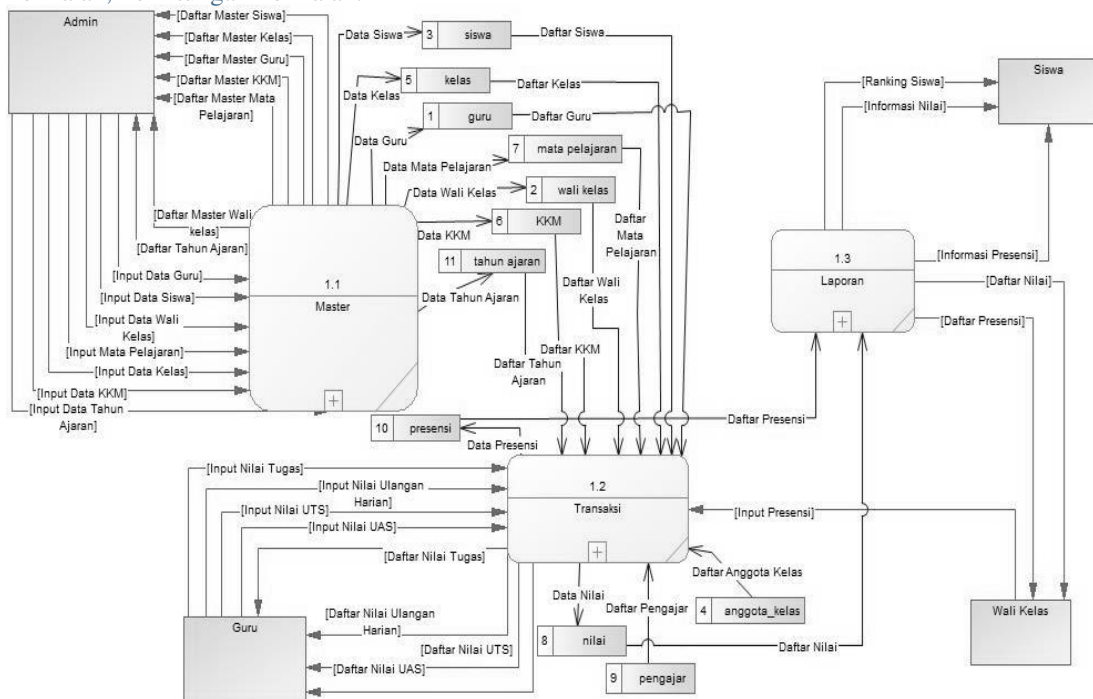 Admin
[Daftar Master Siswa]
[Daftar Master Kelas]
[Daftar Master Guru]
[Daftar Master KKM]
[Daftar Master Mata
Pelajaran]
Data Siswa
3 siswa
Daftar Siswa
5 kelas
Data Kelas
Daftar Kelas
1 guru
Data Guru
Daftar Guru
7 mata pelajaran
Data Mata Pelajaran
2 wali kelas
Data Wali Kelas
6 KKM
Data KKM
Daftar
Mata
Pelajaran
11 tahun ajaran
Data Tahun Ajaran
Daftar Wali
Kelas
Daftar KKM
Daftar Tahun
Ajaran
[Ranking Siswa]
[Informasi Nilai]
Siswa
[Daftar Master Wali
kelas]
[Daftar Tahun Ajaran]
[Input Data Guru]
[Input Data Siswa]
[Input Data Wali
Kelas]
[Input Mata Pelajaran]
[Input Data Kelas]
[Input Data KKM]
[Input Data Tahun
Ajaran]
1.1
Master
1.3
Laporan
[Informasi Presensi]
[Daftar Nilai]
[Daftar Presensi]
10 presensi
Data Presensi
Daftar Presensi
1.2
Transaksi
[Input Nilai Tugas]
[Input Nilai Ulangan
Harian]
[Input Nilai UTS]
[Input Nilai UAS]
[Daftar Nilai Tugas]
[Input Presensi]
Daftar Anggota Kelas
4 anggota_kelas
Data Nilai
Daftar Pengajar
8 nilai
9 pengajar
Daftar Nilai
Wali Kelas
Guru
[Daftar Nilai Ulangan
Harian]
[Daftar Nilai UTS]
[Daftar Nilai UAS]